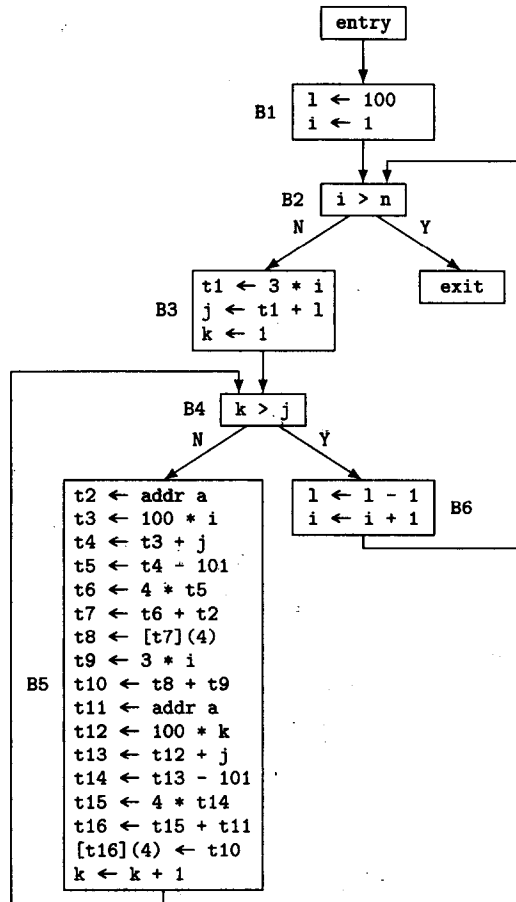 entry
B1
l ← 100
i ← 1
B2
i > n
N
Y
exit
B3
t1 ← 3 * i
j ← t1 + l
k ← 1
B4
k > j
N
Y
B5
t2 ← addr a
t3 ← 100 * i
t4 ← t3 + j
t5 ← t4 - 101
t6 ← 4 * t5
t7 ← t6 + t2
t8 ← [t7](4)
t9 ← 3 * i
t10 ← t8 + t9
t11 ← addr a
t12 ← 100 * k
t13 ← t12 + j
t14 ← t13 - 101
t15 ← 4 * t14
t16 ← t15 + t11
[t16](4) ← t10
k ← k + 1
l ← l - 1
i ← i + 1
B6